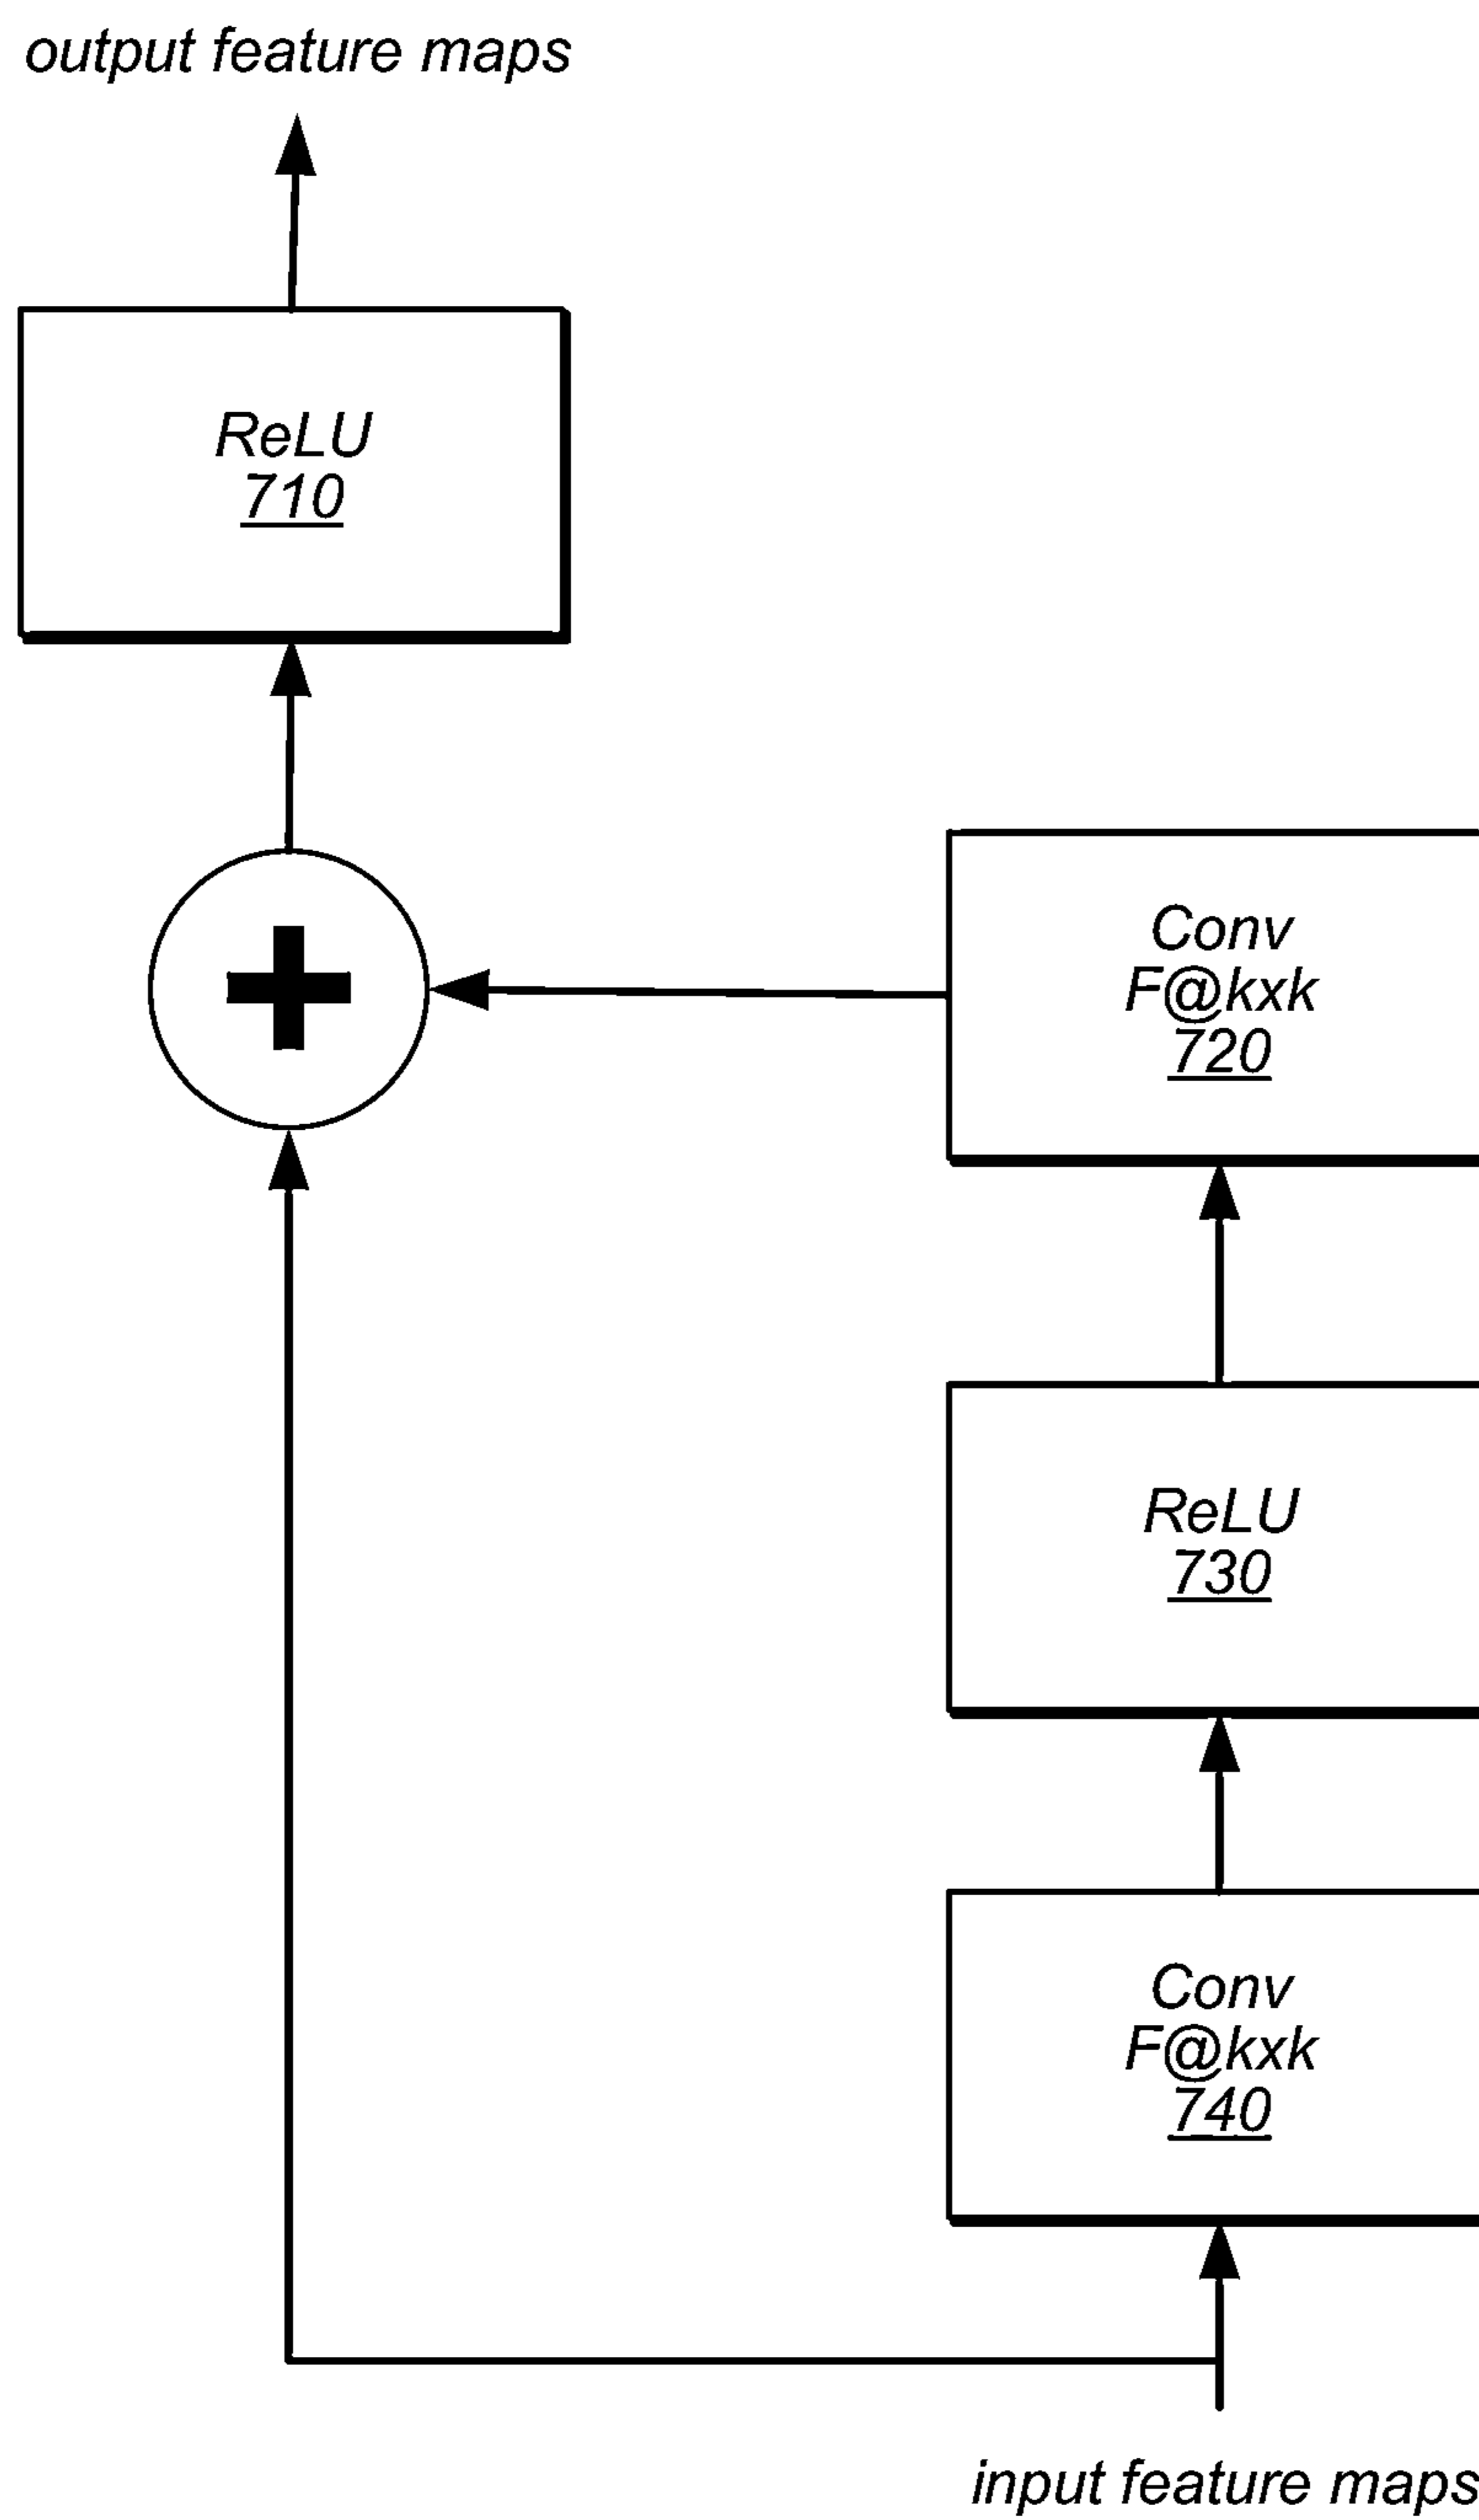 output feature maps
ReLU
710
Conv
F@kxk
720
ReLU
730
Conv
F@kxk
740
input feature maps